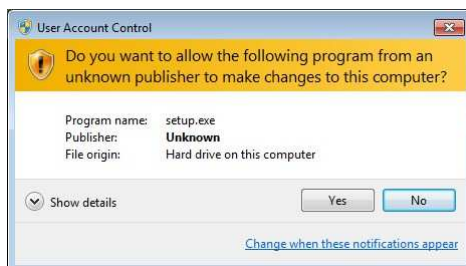 User Account Control
Do you want to allow the following program from an
unknown publisher to make changes to this computer?
Program name: setup.exe
Publisher: Unknown
File origin: Hard drive on this computer
Show details
Yes
No
Change when these notifications appear